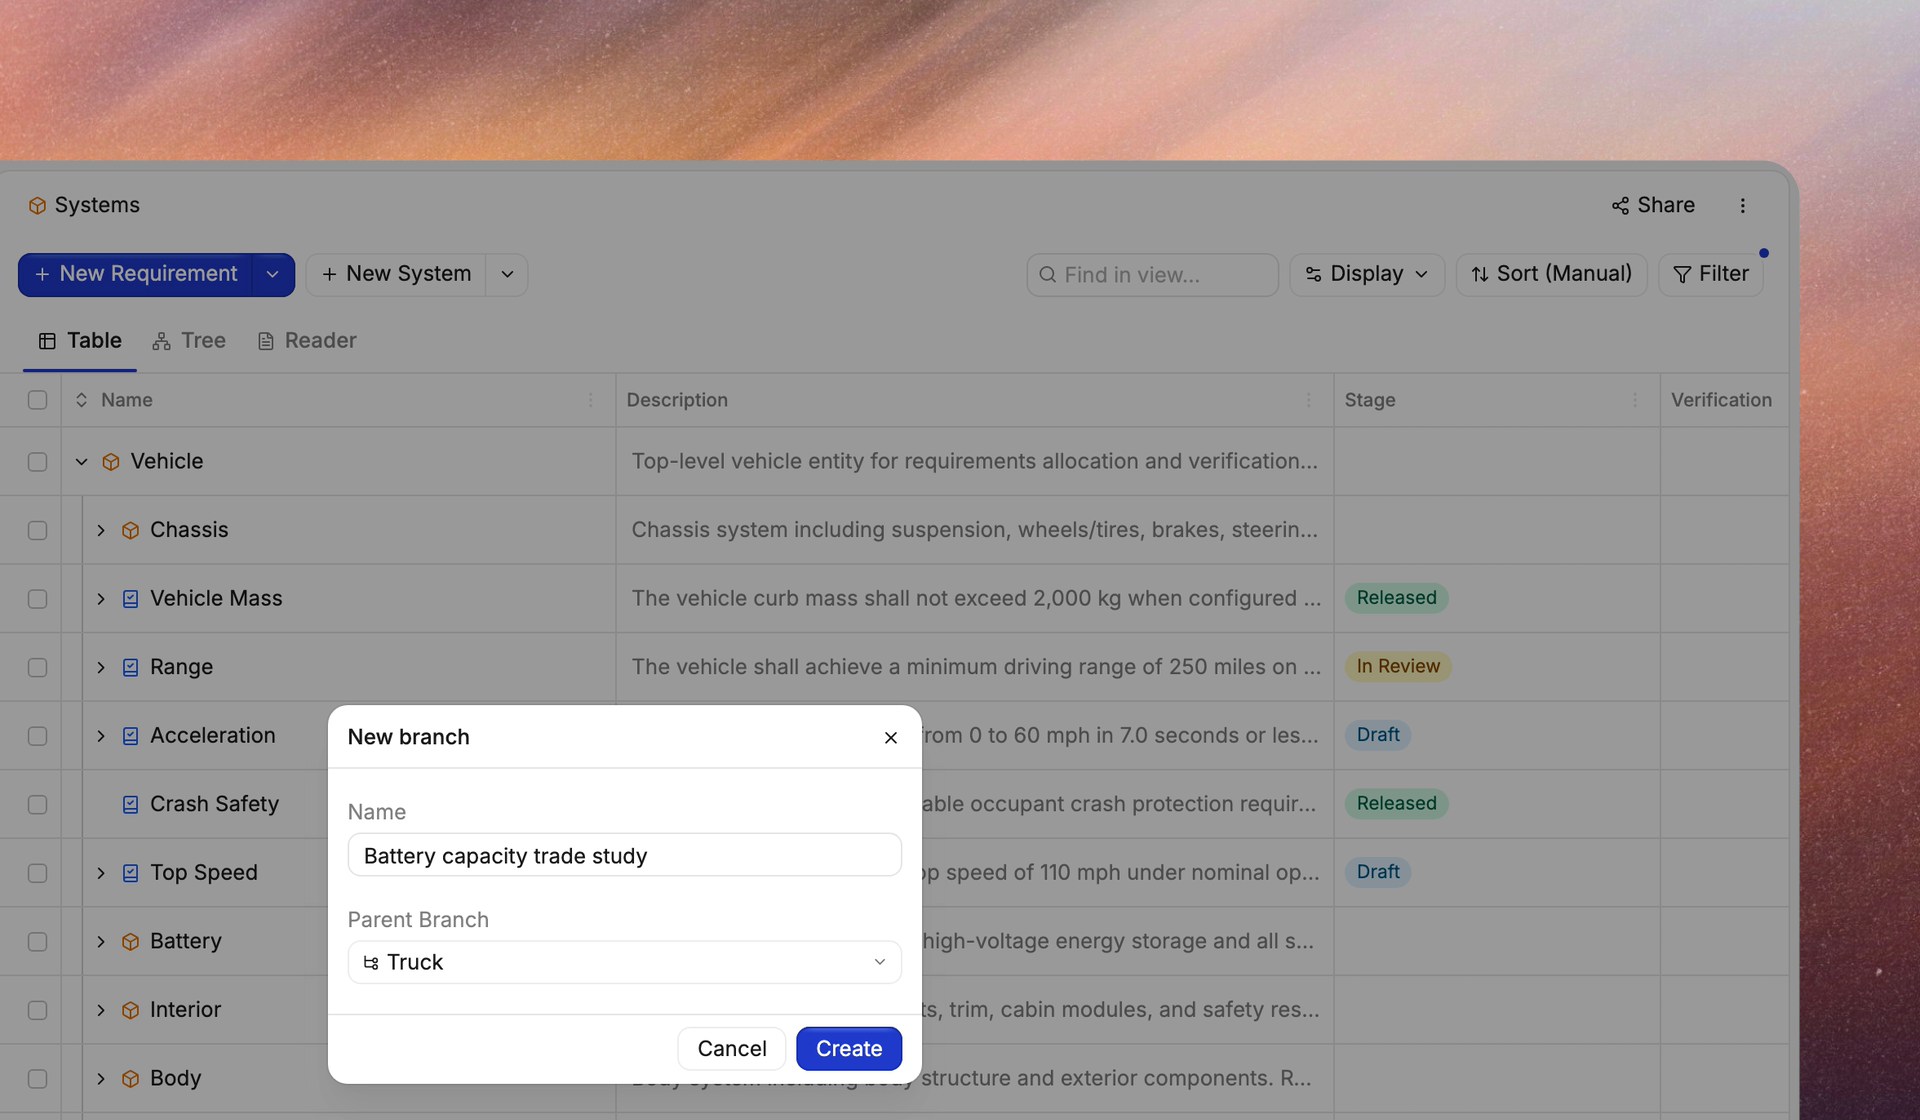 Systems
Share
New Requirement
New System
Find in view...
Display
Sort (Manual)
Filter
Table
Tree
Reader
Name
Description
Stage
Verification
Vehicle
Top-level vehicle entity for requirements allocation and verification...
Chassis
Chassis system including suspension, wheels/tires, brakes, steerin...
Vehicle Mass
The vehicle curb mass shall not exceed 2,000 kg when configured ...
Released
Range
The vehicle shall achieve a minimum driving range of 250 miles on ...
In Review
Acceleration
from 0 to 60 mph in 7.0 seconds or les...
Draft
Crash Safety
able occupant crash protection requir...
Released
Top Speed
op speed of 110 mph under nominal op...
Draft
Battery
high-voltage energy storage and all s...
Interior
ts, trim, cabin modules, and safety res...
Body
Body system including body structure and exterior components. R...
New branch
Name
Battery capacity trade study
Parent Branch
Truck
Cancel
Create